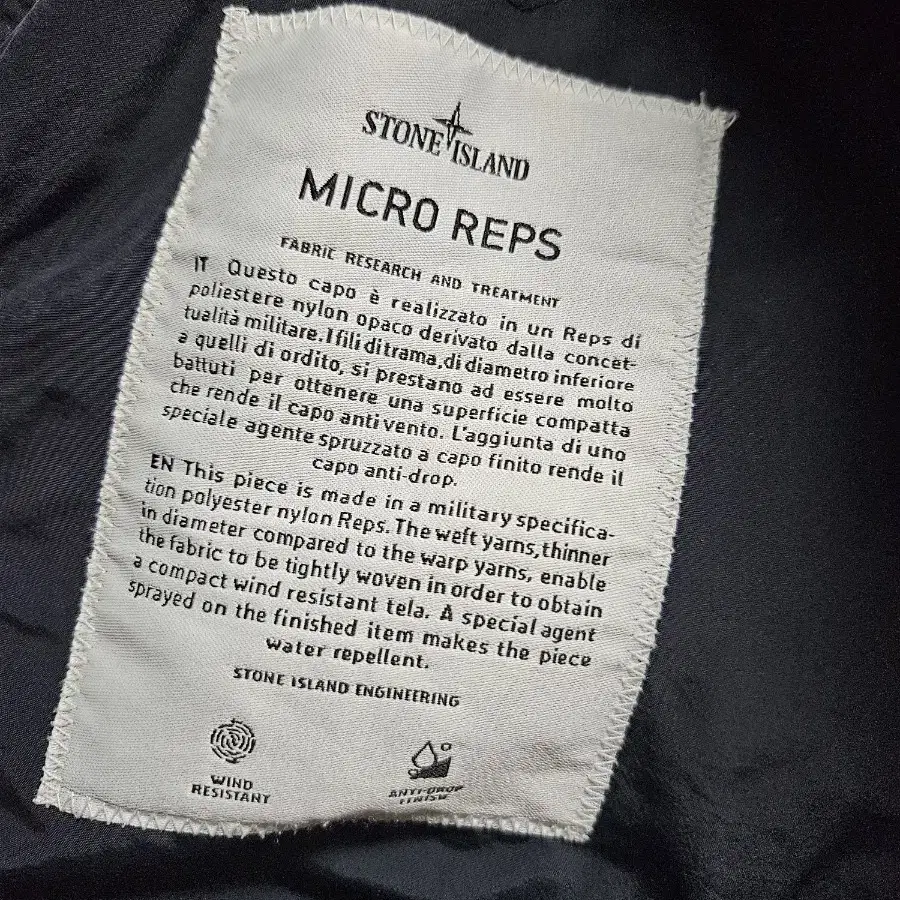 STONE ISLAND
MICRO REPS
FABRIC RESEARCH AND TREATMENT
IT Questo capo è realizzato in un Reps di
poliestere nylon opaco derivato dalla concet-
tualità militare. I fili di trama, di diametro inferiore
a quelli di ordito, si prestano ad essere molto
battuti per ottenere una superficie compatta
che rende il capo anti vento. L'aggiunta di uno
speciale agente spruzzato a capo finito rende il
capo anti-drop.
EN This piece is made in a military specifica-
tion polyester nylon Reps. The weft yarns, thinner
in diameter compared to the warp yarns, enable
the fabric to be tightly woven in order to obtain
a compact wind resistant tela. A special agent
sprayed on the finished item makes the piece
water repellent.
STONE ISLAND ENGINEERING
WIND
RESISTANT
ANTI-DROP
FINISH